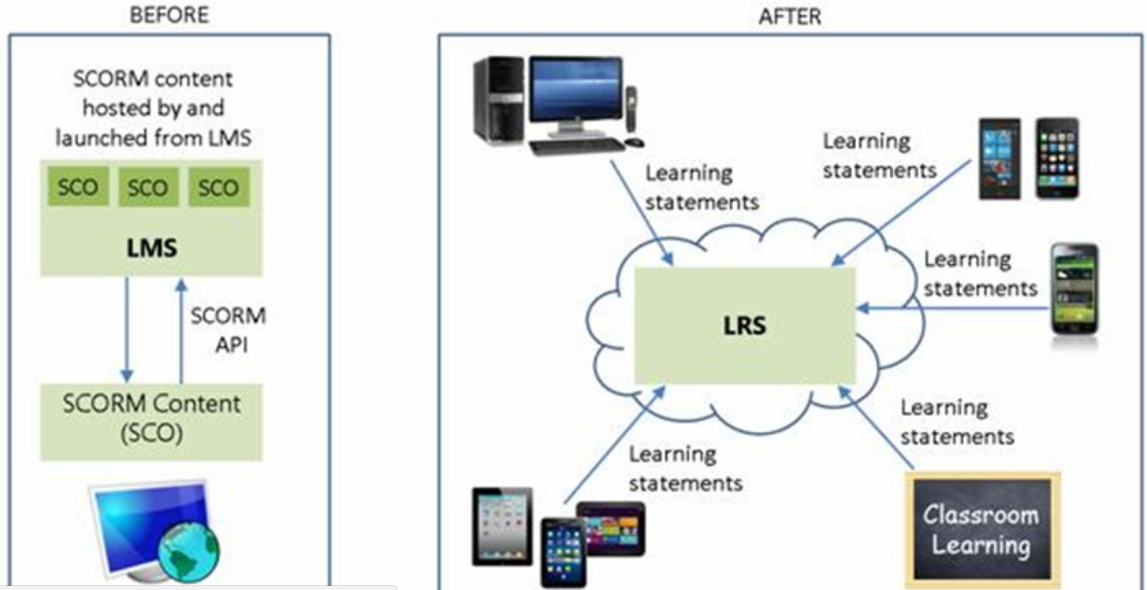 BEFORE
SCORM content
hosted by and
launched from LMS
SCO SCO SCO
LMS
SCORM
API
SCORM Content
(SCO)
AFTER
Learning
statements
Learning
statements
Learning
statements
LRS
Learning
statements
Learning
statements
Classroom
Learning